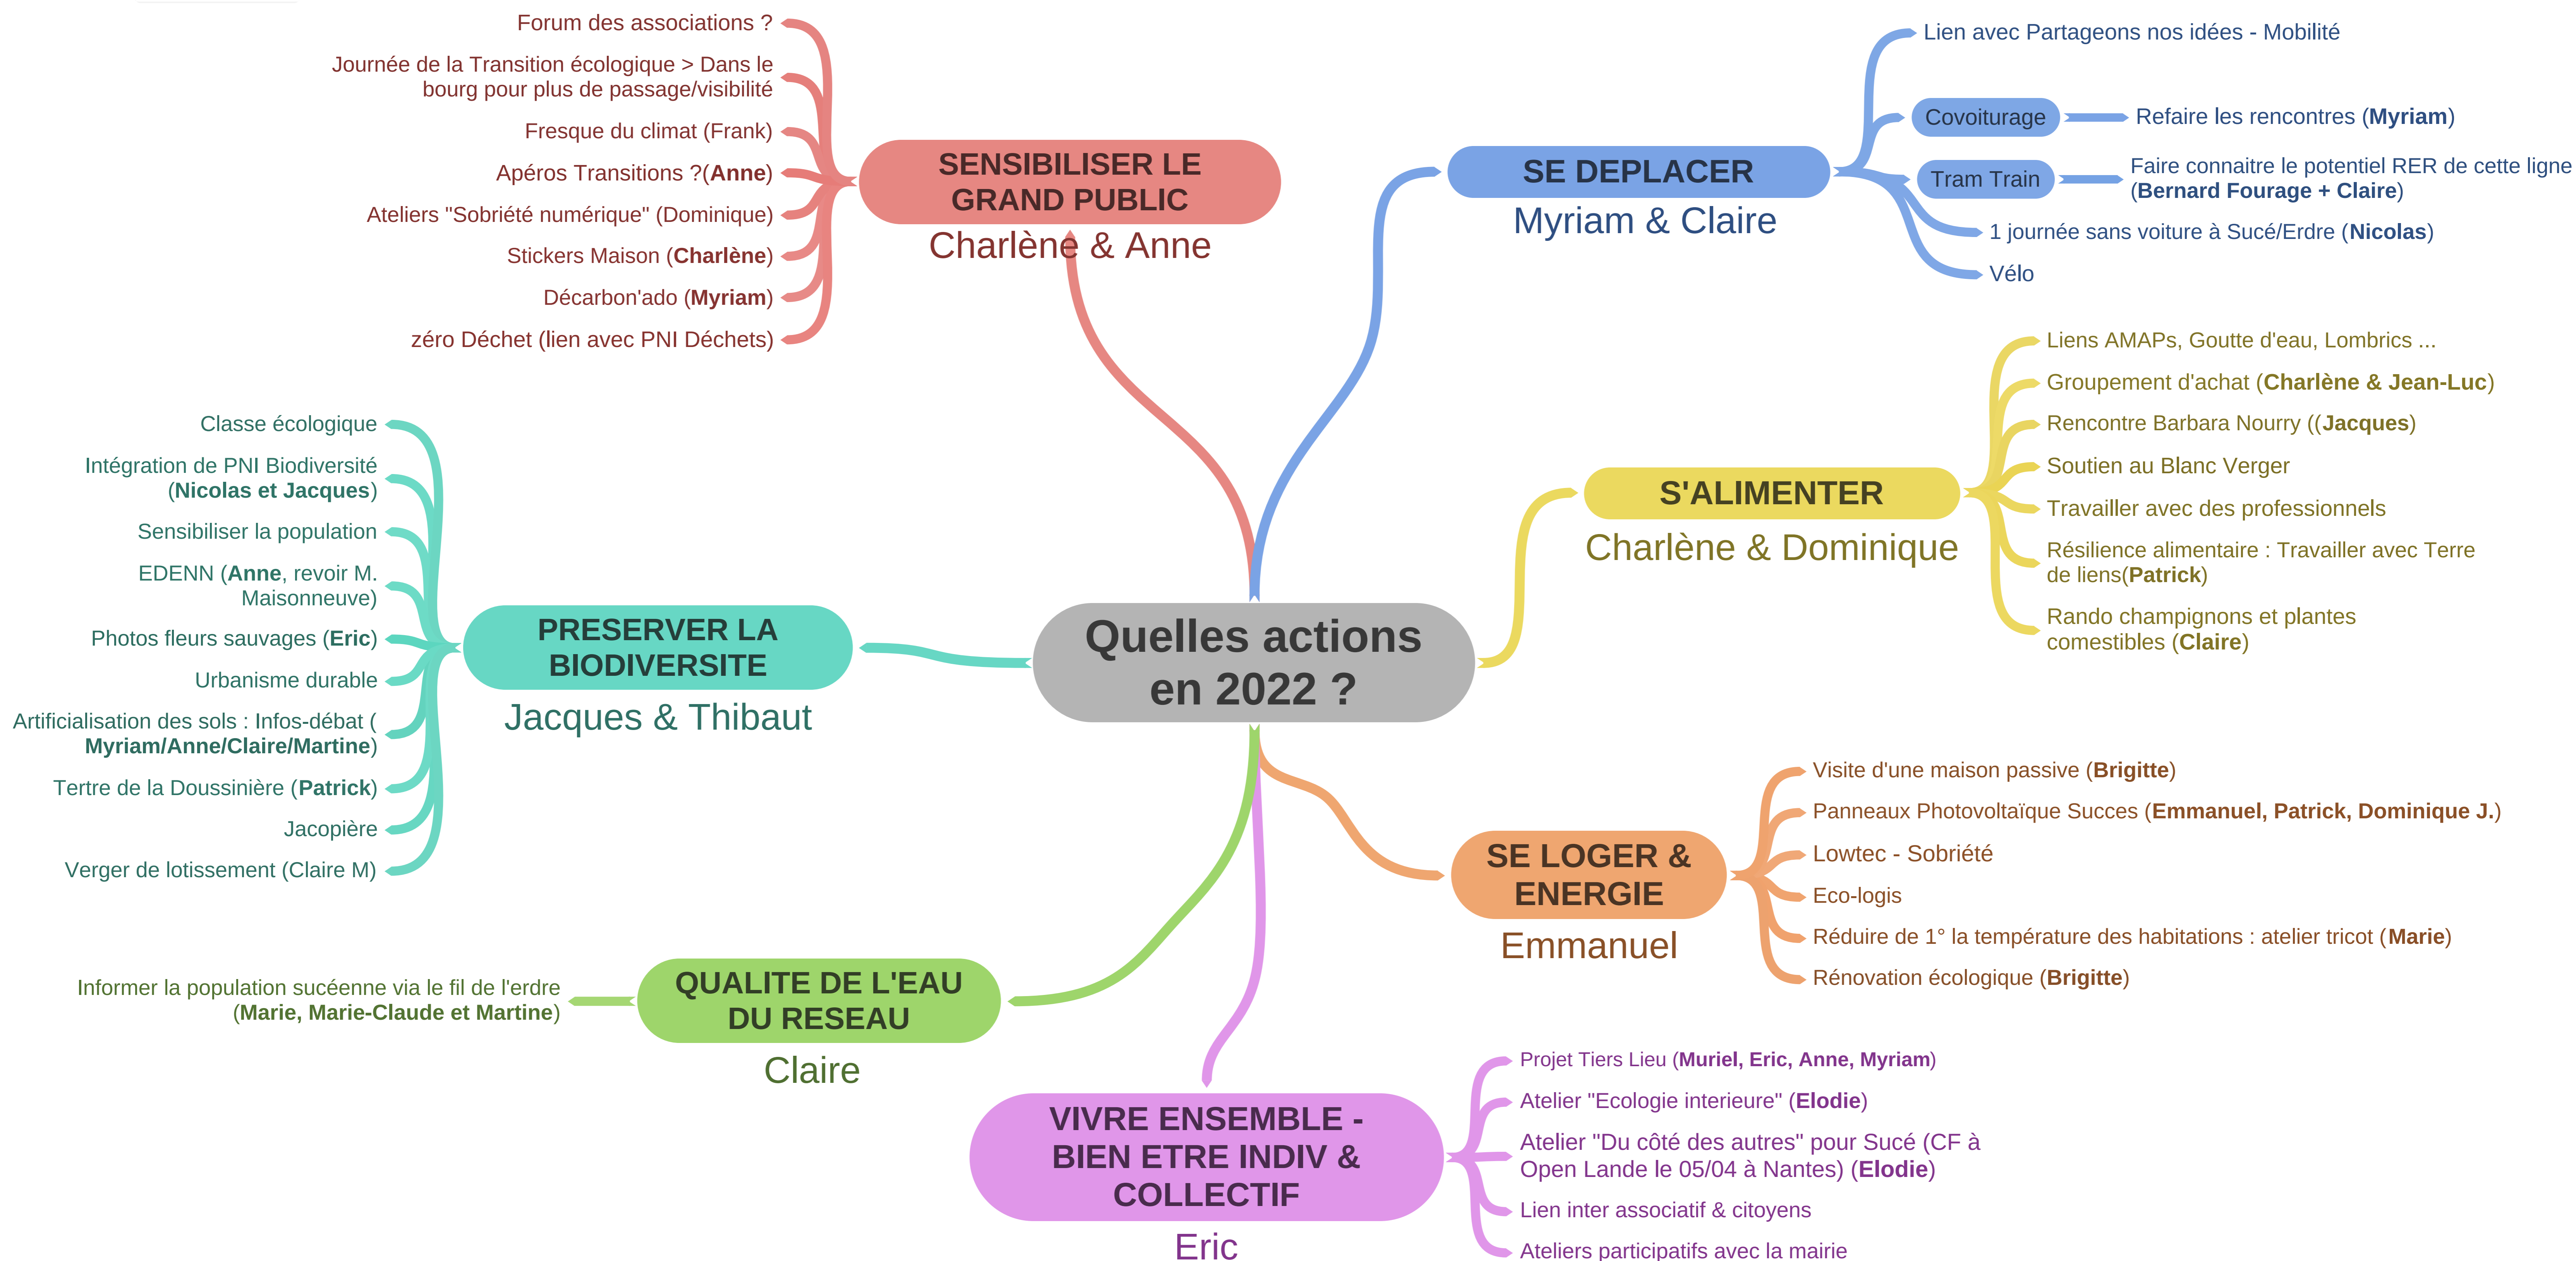 Quelles actions
en 2022 ?
SENSIBILISER LE
GRAND PUBLIC
Charlène & Anne
Forum des associations ?
Journée de la Transition écologique > Dans le
bourg pour plus de passage/visibilité
Fresque du climat (Frank)
Apéros Transitions ?(Anne)
Ateliers "Sobriété numérique" (Dominique)
Stickers Maison (Charlène)
Décarbon'ado (Myriam)
zéro Déchet (lien avec PNI Déchets)
SE DEPLACER
Myriam & Claire
Lien avec Partageons nos idées - Mobilité
Covoiturage
Refaire les rencontres (Myriam)
Tram Train
Faire connaitre le potentiel RER de cette ligne
(Bernard Fourage + Claire)
1 journée sans voiture à Sucé/Erdre (Nicolas)
Vélo
S'ALIMENTER
Charlène & Dominique
Liens AMAPs, Goutte d'eau, Lombrics ...
Groupement d'achat (Charlène & Jean-Luc)
Rencontre Barbara Nourry ((Jacques)
Soutien au Blanc Verger
Travailler avec des professionnels
Résilience alimentaire : Travailler avec Terre
de liens(Patrick)
Rando champignons et plantes
comestibles (Claire)
PRESERVER LA
BIODIVERSITE
Jacques & Thibaut
Classe écologique
Intégration de PNI Biodiversité
(Nicolas et Jacques)
Sensibiliser la population
EDENN (Anne, revoir M.
Maisonneuve)
Photos fleurs sauvages (Eric)
Urbanisme durable
Artificialisation des sols : Infos-débat (
Myriam/Anne/Claire/Martine)
Tertre de la Doussinière (Patrick)
Jacopière
Verger de lotissement (Claire M)
SE LOGER &
ENERGIE
Emmanuel
Visite d'une maison passive (Brigitte)
Panneaux Photovoltaïque Succes (Emmanuel, Patrick, Dominique J.)
Lowtec - Sobriété
Eco-logis
Réduire de 1° la température des habitations : atelier tricot (Marie)
Rénovation écologique (Brigitte)
QUALITE DE L'EAU
DU RESEAU
Claire
Informer la population sucéenne via le fil de l'erdre
(Marie, Marie-Claude et Martine)
VIVRE ENSEMBLE -
BIEN ETRE INDIV &
COLLECTIF
Eric
Projet Tiers Lieu (Muriel, Eric, Anne, Myriam)
Atelier "Ecologie interieure" (Elodie)
Atelier "Du côté des autres" pour Sucé (CF à
Open Lande le 05/04 à Nantes) (Elodie)
Lien inter associatif & citoyens
Ateliers participatifs avec la mairie